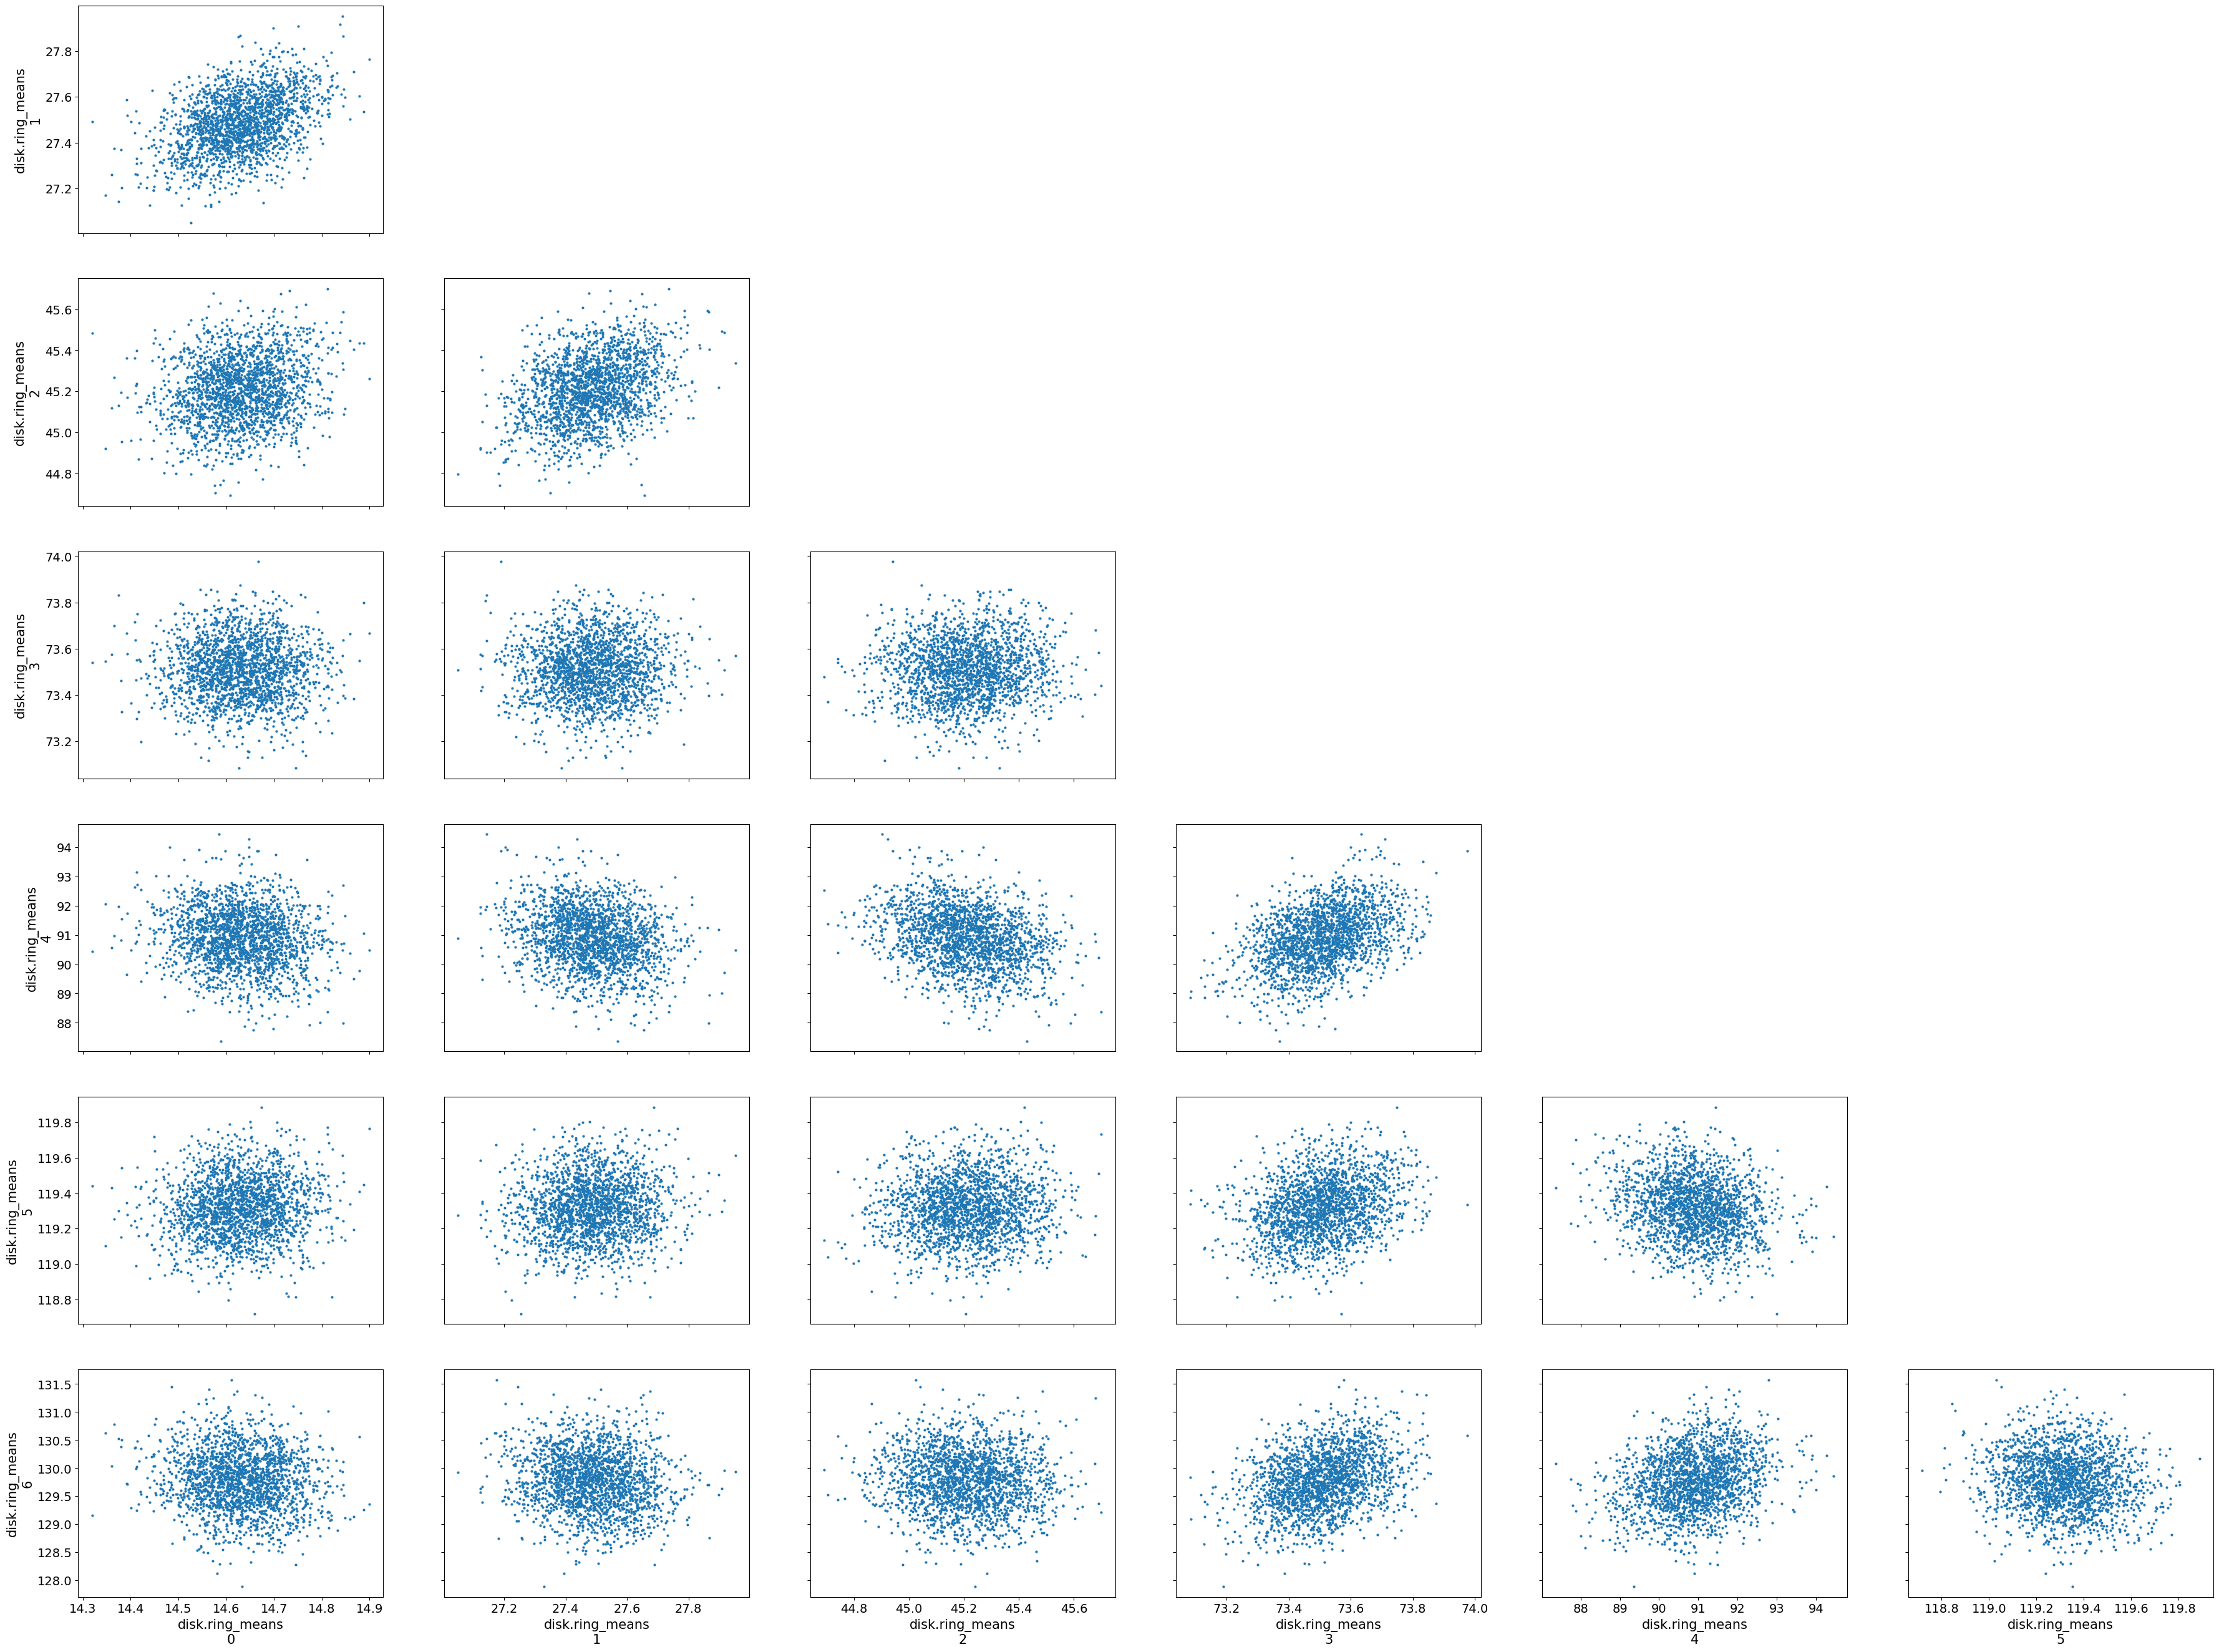 27.8
27.6
27.4
27.2
disk.ring_means
1
45.6
45.4
45.2
45.0
44.8
disk.ring_means
2
74.0
73.8
73.6
73.4
73.2
disk.ring_means
3
94
93
92
91
90
89
88
disk.ring_means
4
119.8
119.6
119.4
119.2
119.0
118.8
disk.ring_means
5
131.5
131.0
130.5
130.0
129.5
129.0
128.5
128.0
disk.ring_means
6
14.3 14.4 14.5 14.6 14.7 14.8 14.9
disk.ring_means
0
27.2 27.4 27.6 27.8
disk.ring_means
1
44.8 45.0 45.2 45.4 45.6
disk.ring_means
2
73.2 73.4 73.6 73.8 74.0
disk.ring_means
3
88 89 90 91 92 93 94
disk.ring_means
4
118.8 119.0 119.2 119.4 119.6 119.8
disk.ring_means
5